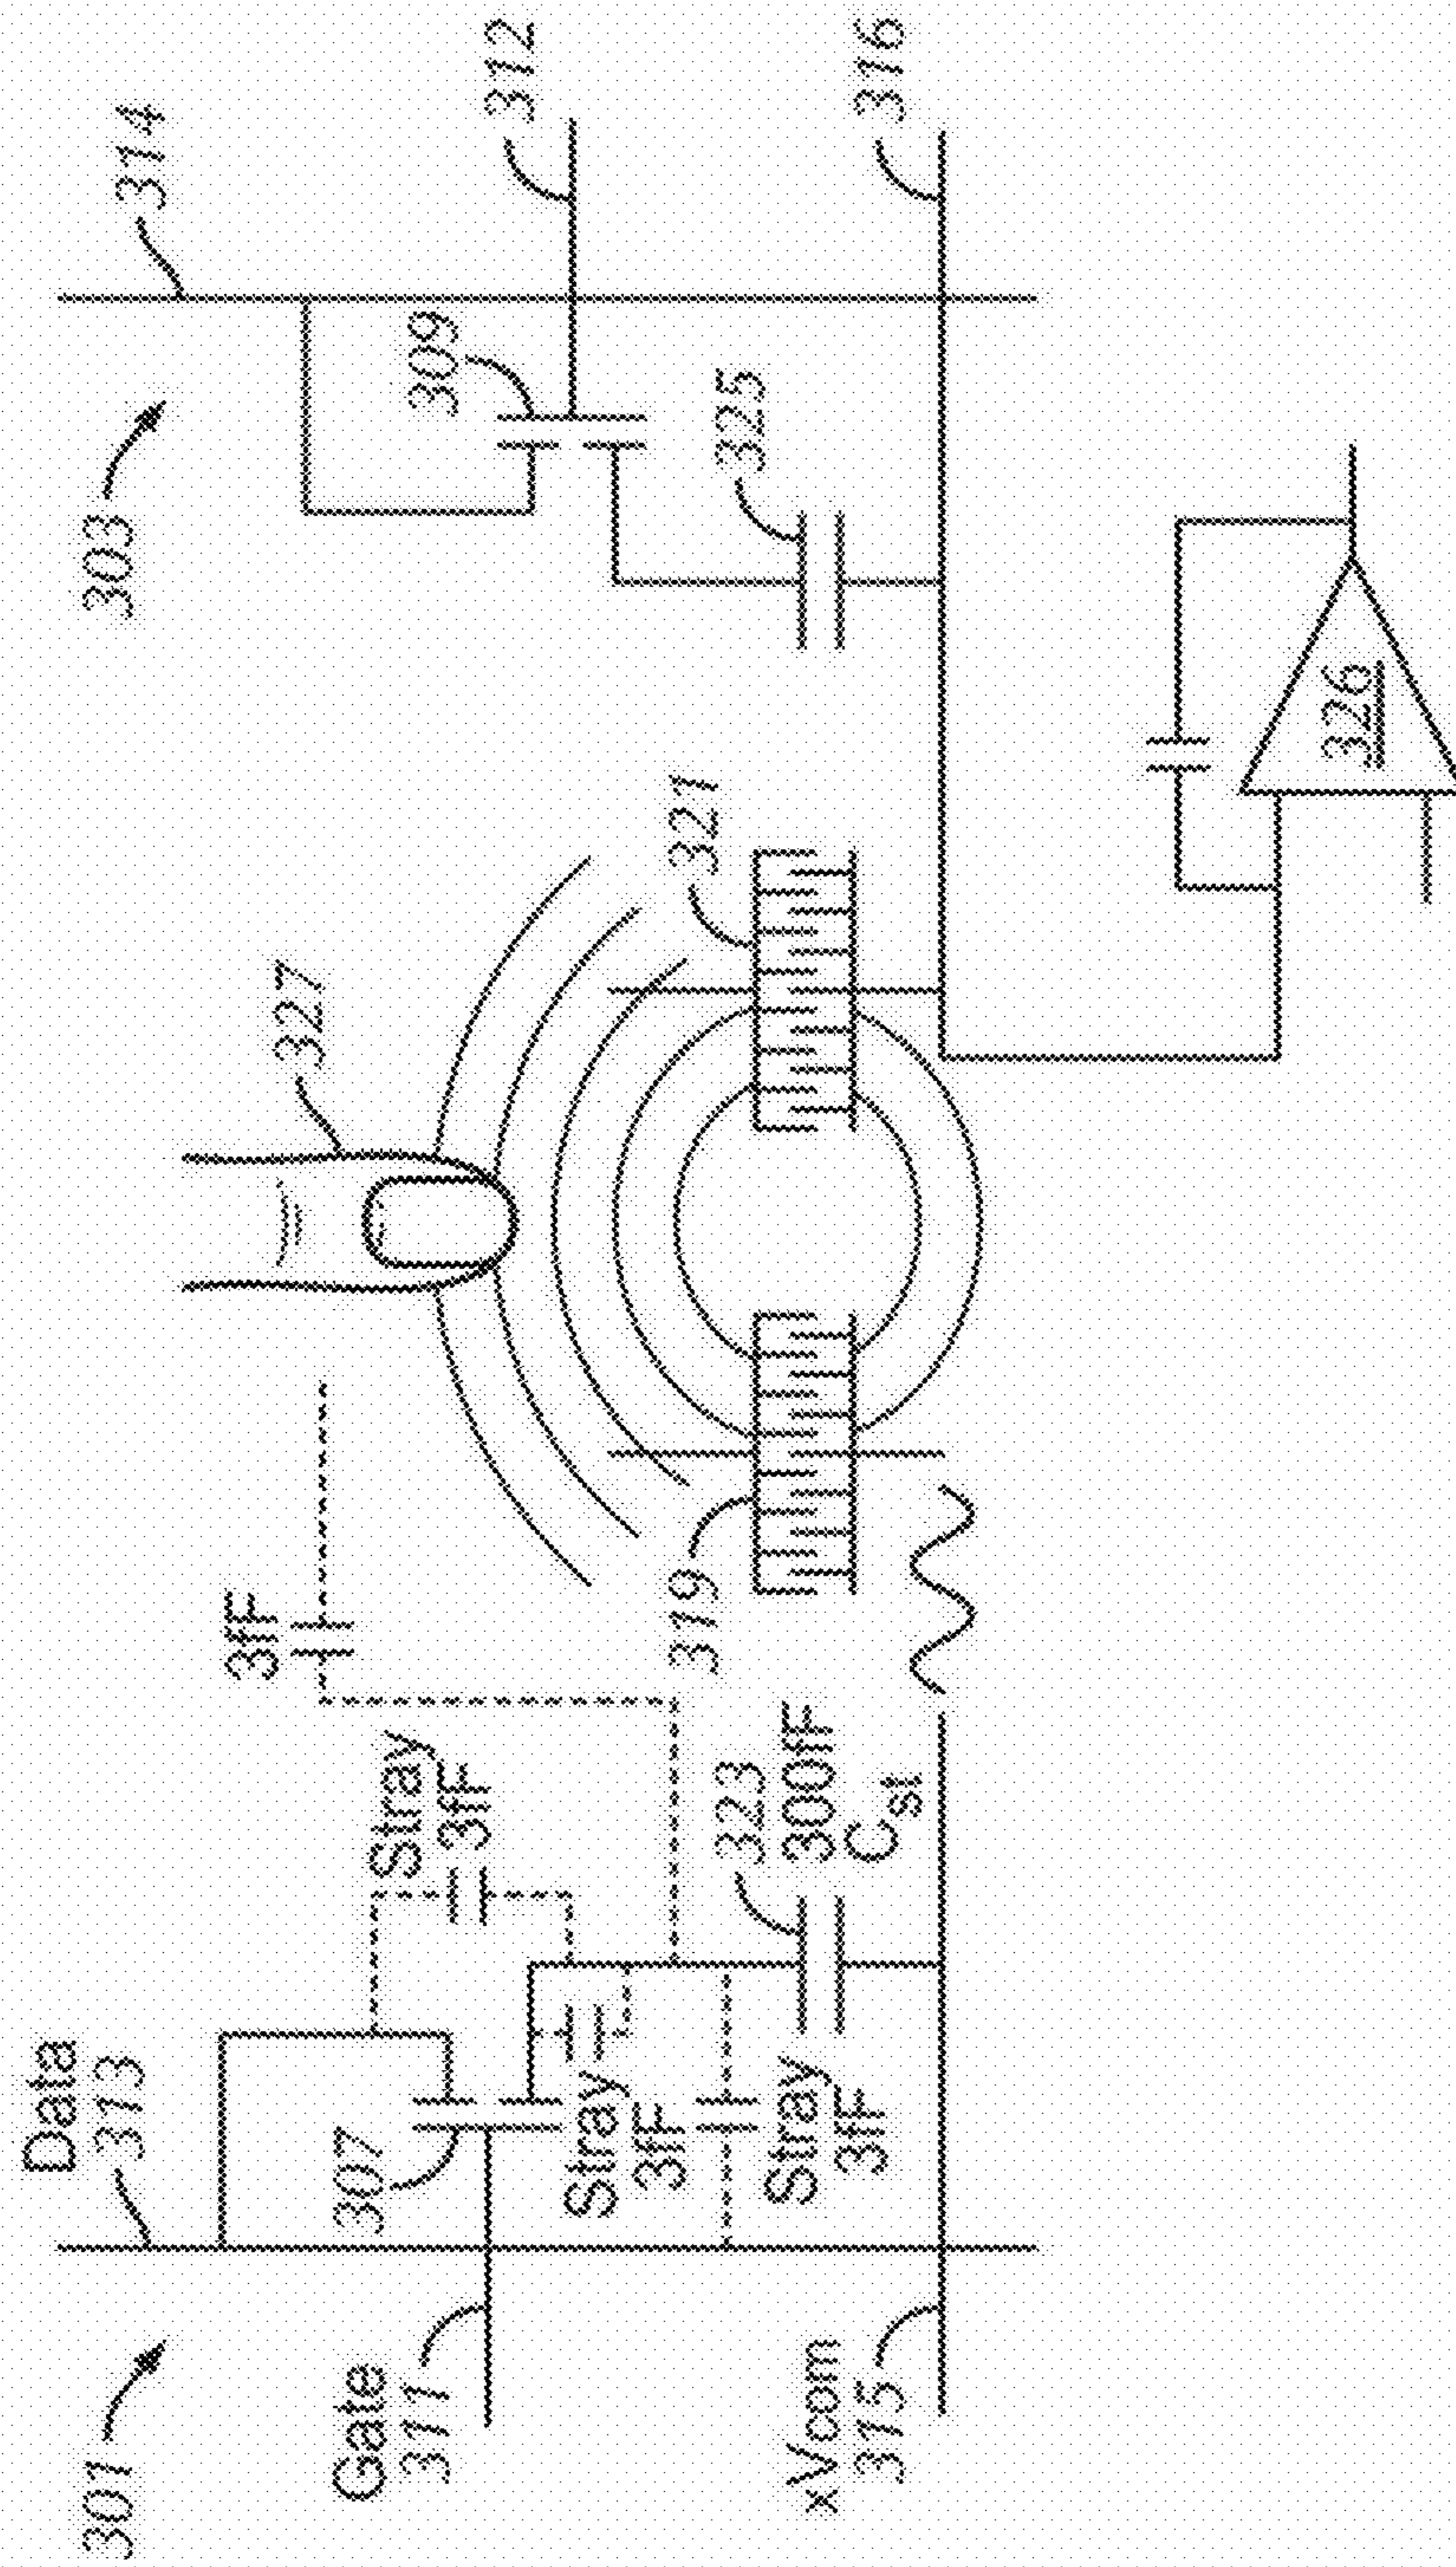 301
Data
313
303
314
Gate
311
307
Stray
3fF
3fF
327
309
312
Stray
3fF
Stray
3fF
xVcom
315
323
300fF
Cst
319
321
325
316
326